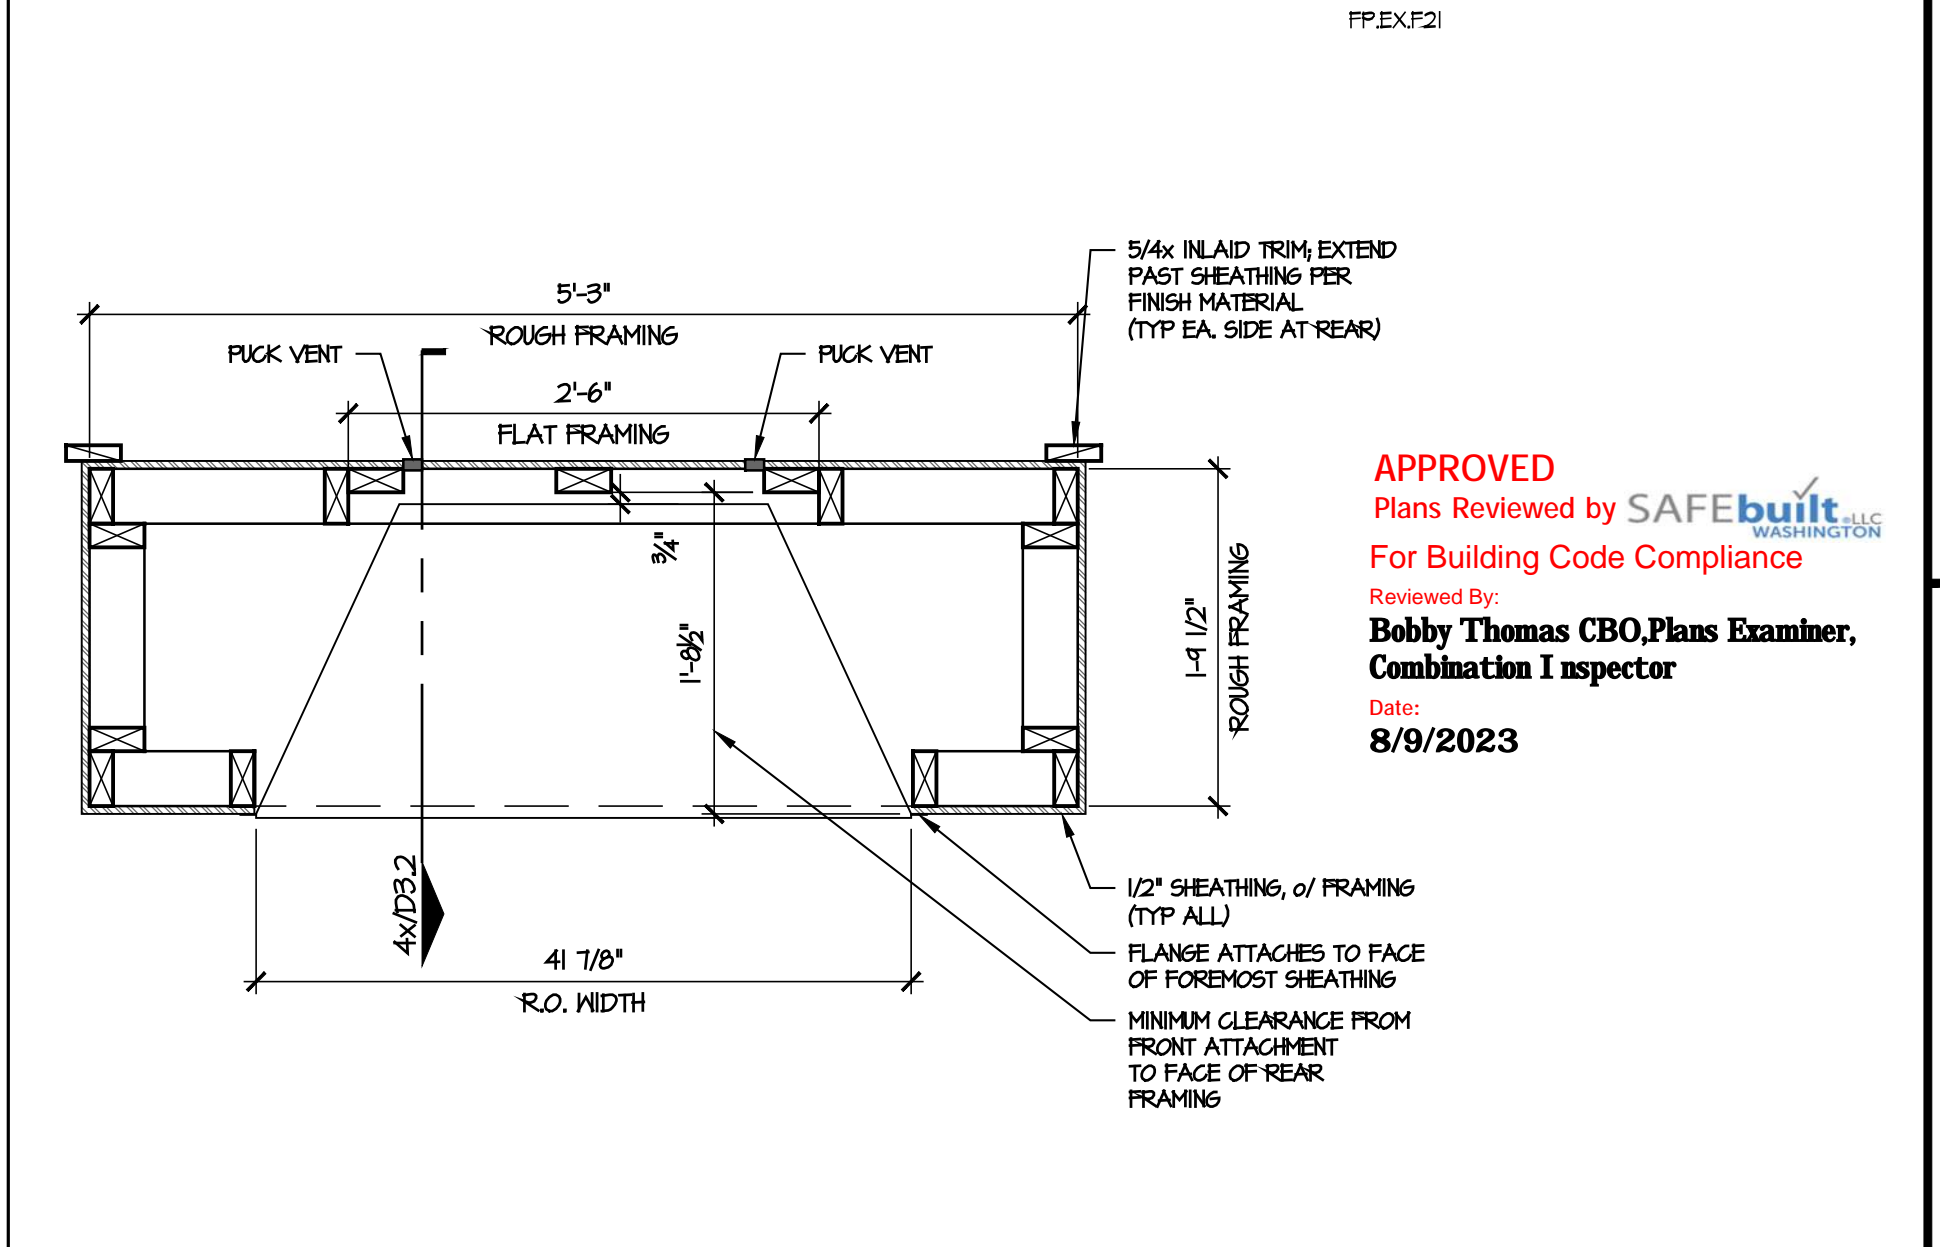 FP.EX.F21
5/4x INLAID TRIM; EXTEND
PAST SHEATHING PER
FINISH MATERIAL
(TYP EA. SIDE AT REAR)
5'-3"
ROUGH FRAMING
PUCK VENT
PUCK VENT
2'-6"
FLAT FRAMING
3/4"
1'-8½"
1-9 1/2"
ROUGH FRAMING
APPROVED
Plans Reviewed by SAFEbuilt LLC
WASHINGTON
For Building Code Compliance
Reviewed By:
Bobby Thomas CBO,Plans Examiner,
Combination I nspector
Date:
8/9/2023
4x/D3.2
41 7/8"
R.O. WIDTH
1/2" SHEATHING, o/ FRAMING
(TYP ALL)
FLANGE ATTACHES TO FACE
OF FOREMOST SHEATHING
MINIMUM CLEARANCE FROM
FRONT ATTACHMENT
TO FACE OF REAR
FRAMING